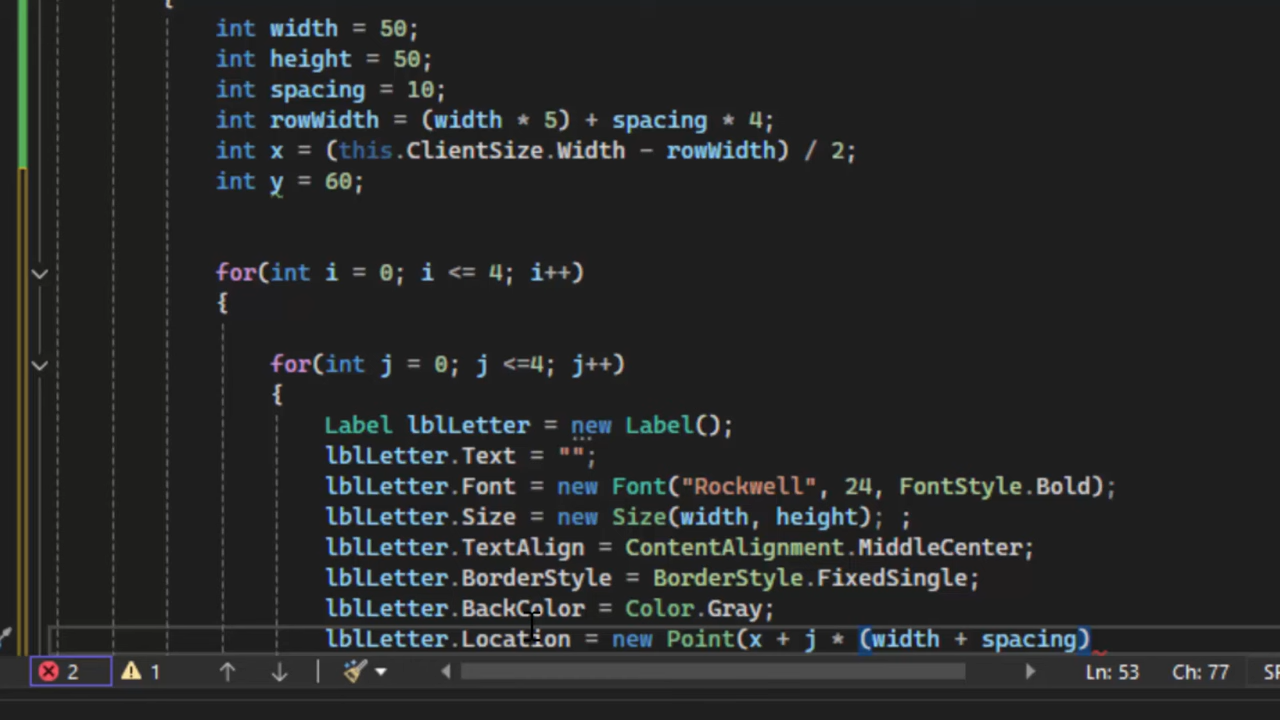 {
int width = 50;
int height = 50;
int spacing = 10;
int rowWidth = (width * 5) + spacing * 4;
int x = (this.ClientSize.Width - rowWidth) / 2;
int y = 60;
for(int i = 0; i <= 4; i++)
{
for(int j = 0; j <=4; j++)
{
Label lblLetter = new Label();
lblLetter.Text = "";
lblLetter.Font = new Font("Rockwell", 24, FontStyle.Bold);
lblLetter.Size = new Size(width, height); ;
lblLetter.TextAlign = ContentAlignment.MiddleCenter;
lblLetter.BorderStyle = BorderStyle.FixedSingle;
lblLetter.BackColor = Color.Gray;
lblLetter.Location = new Point(x + j * (width + spacing)
2 1 Ln: 53 Ch: 77